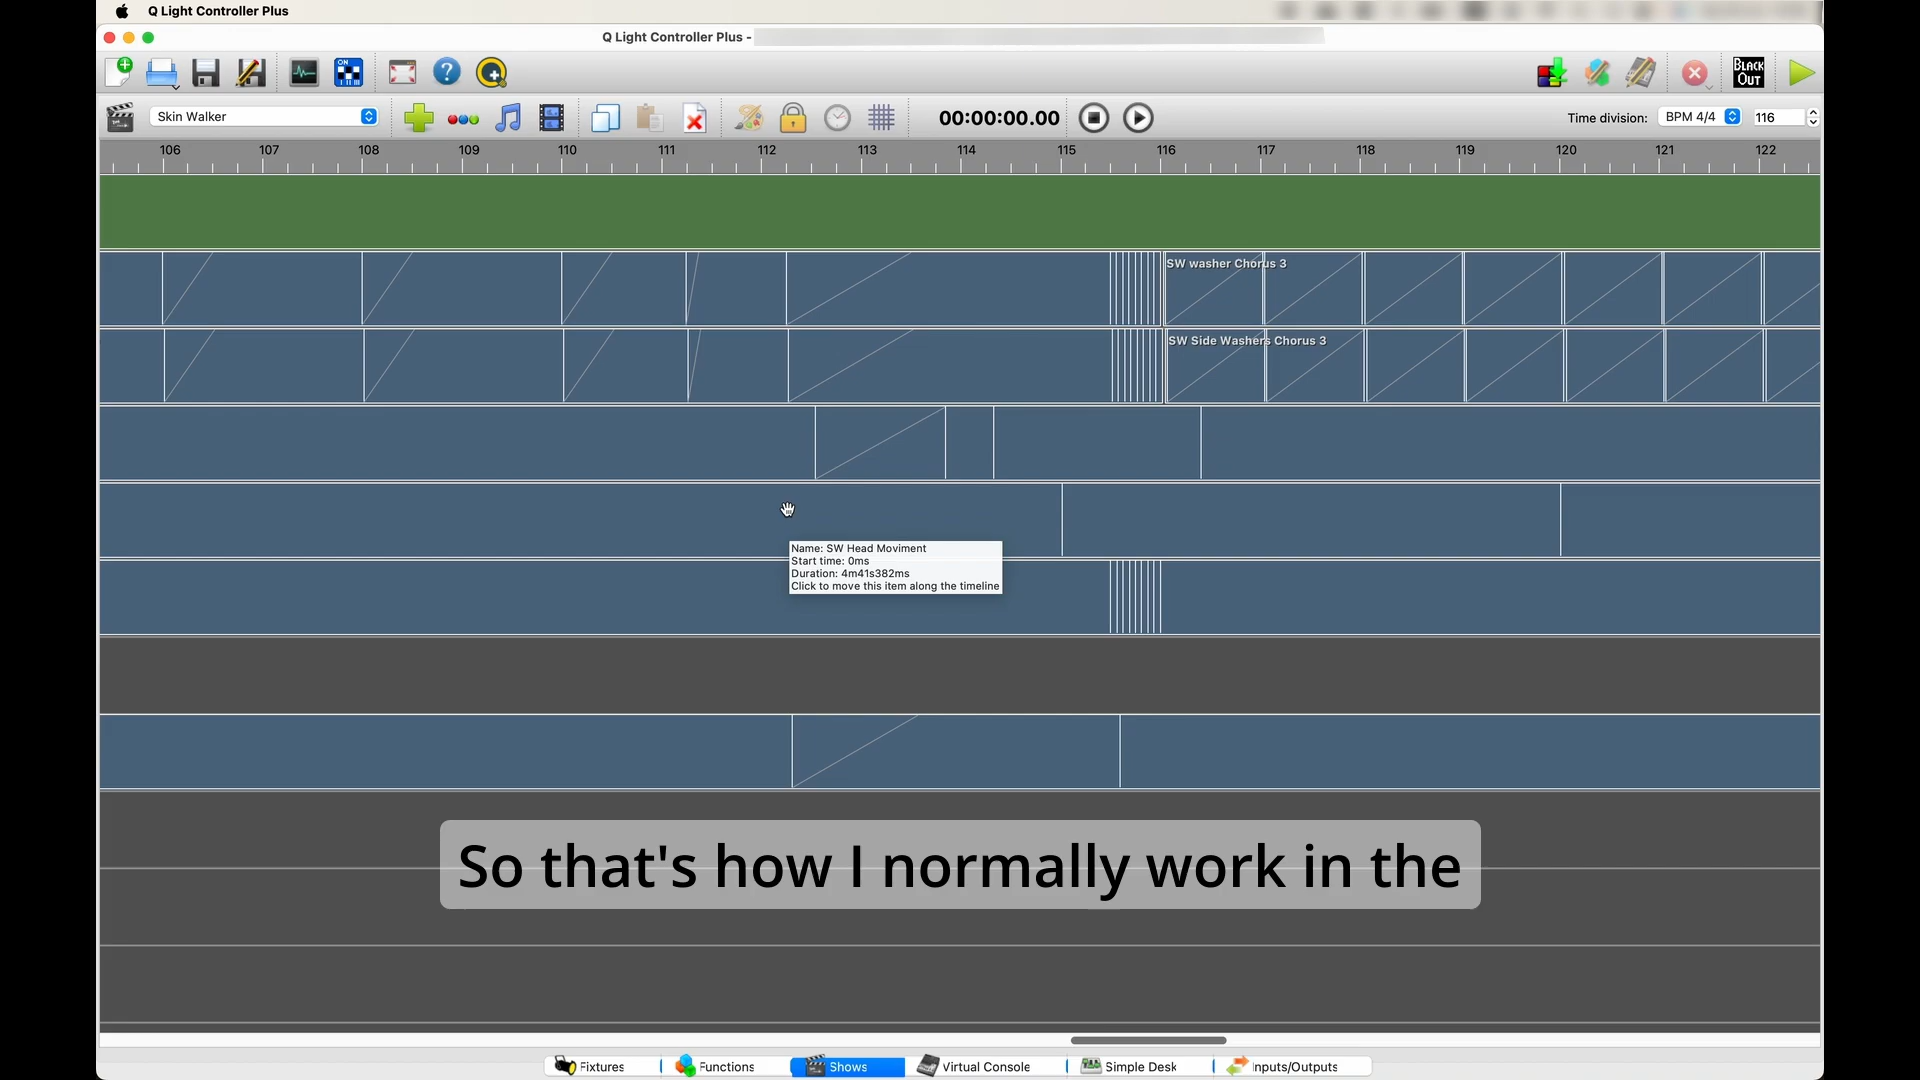 Q Light Controller Plus
Q Light Controller Plus -
ON
BLACK OUT
Skin Walker
00:00:00.00
Time division:
BPM 4/4
116
106 107 108 109 110 111 112 113 114 115 116 117 118 119 120 121 122
SW washer Chorus 3
SW Side Washers Chorus 3
Name: SW Head Moviment
Start time: 0ms
Duration: 4m41s382ms
Click to move this item along the timeline
So that's how I normally work in the
Fixtures
Functions
Shows
Virtual Console
Simple Desk
Inputs/Outputs